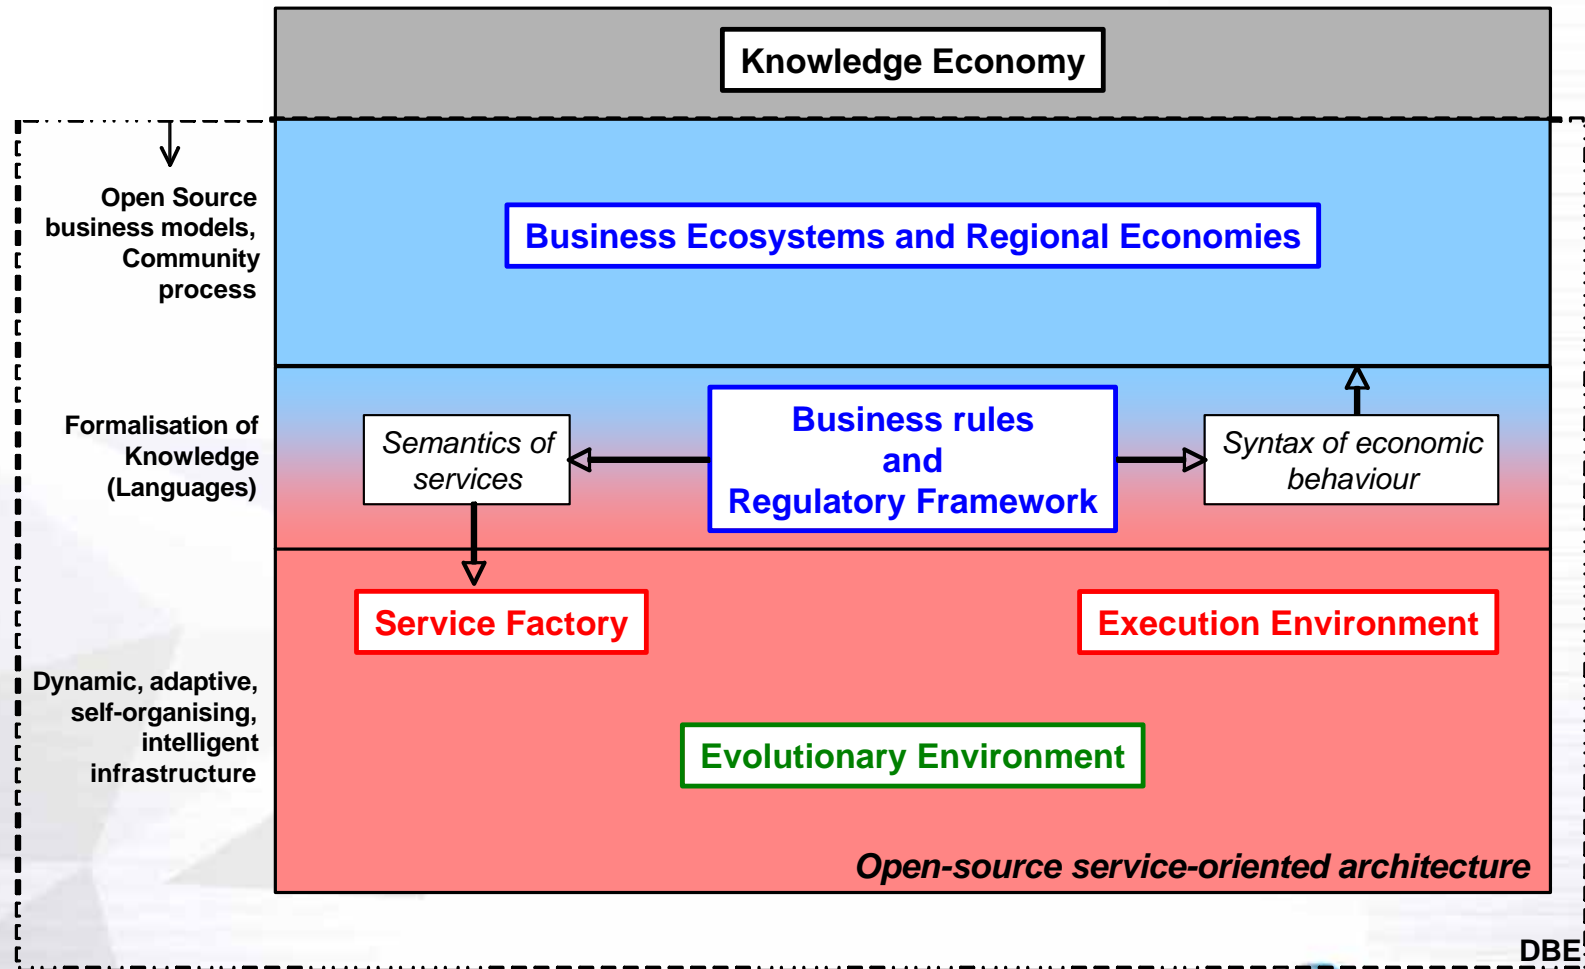 Knowledge Economy
Open Source
business models,
Community
process
Business Ecosystems and Regional Economies
Formalisation of
Knowledge
(Languages)
Semantics of
services
Business rules
and
Regulatory Framework
Syntax of economic
behaviour
Service Factory
Execution Environment
Dynamic, adaptive,
self-organising,
intelligent
infrastructure
Evolutionary Environment
Open-source service-oriented architecture
DBE